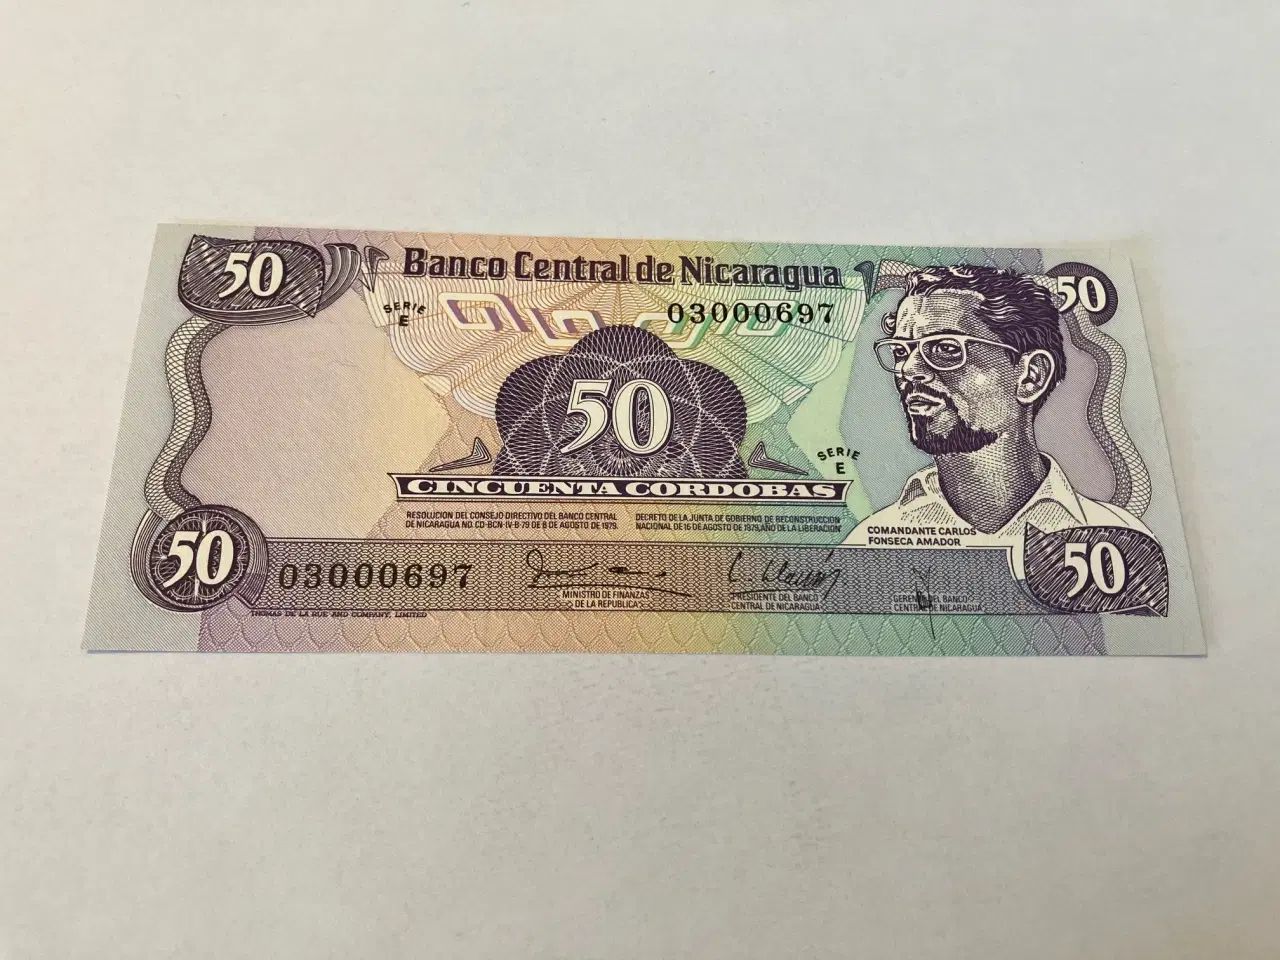 50
Banco Central de Nicaragua
50
SERIE
E
03000697
50
SERIE
E
CINCUENTA CORDOBAS
RESOLUCION DEL CONSEJO DIRECTIVO DEL BANCO CENTRAL
DE NICARAGUA NO. CD-BCN-IV-B-79 DE 8 DE AGOSTO DE 1979.
DECRETO DE LA JUNTA DE GOBIERNO DE RECONSTRUCCION
NACIONAL DE 16 DE AGOSTO DE 1979, AÑO DE LA LIBERACION
COMANDANTE CARLOS
FONSECA AMADOR
50
03000697
MINISTRO DE FINANZAS
DE LA REPUBLICA
PRESIDENTE DEL BANCO
CENTRAL DE NICARAGUA
GERENTE DEL BANCO
CENTRAL DE NICARAGUA
50
THOMAS DE LA RUE AND COMPANY, LIMITED